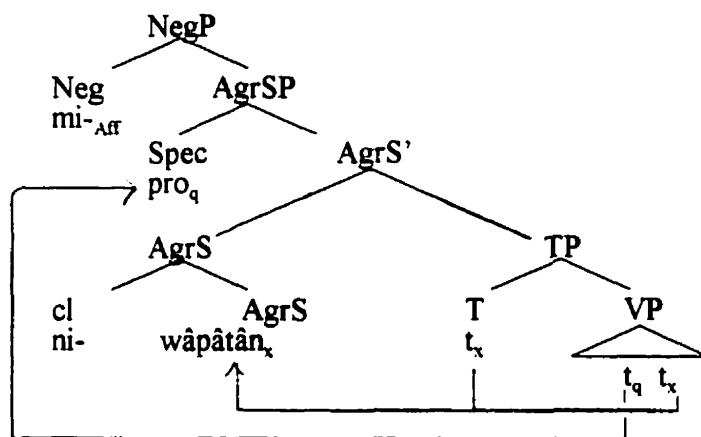 NegP
Neg AgrSP
mi-Aff
Spec AgrS’
proq
AgrS TP
cl AgrS T VP
ni- wâpâtânx tx
tq tx